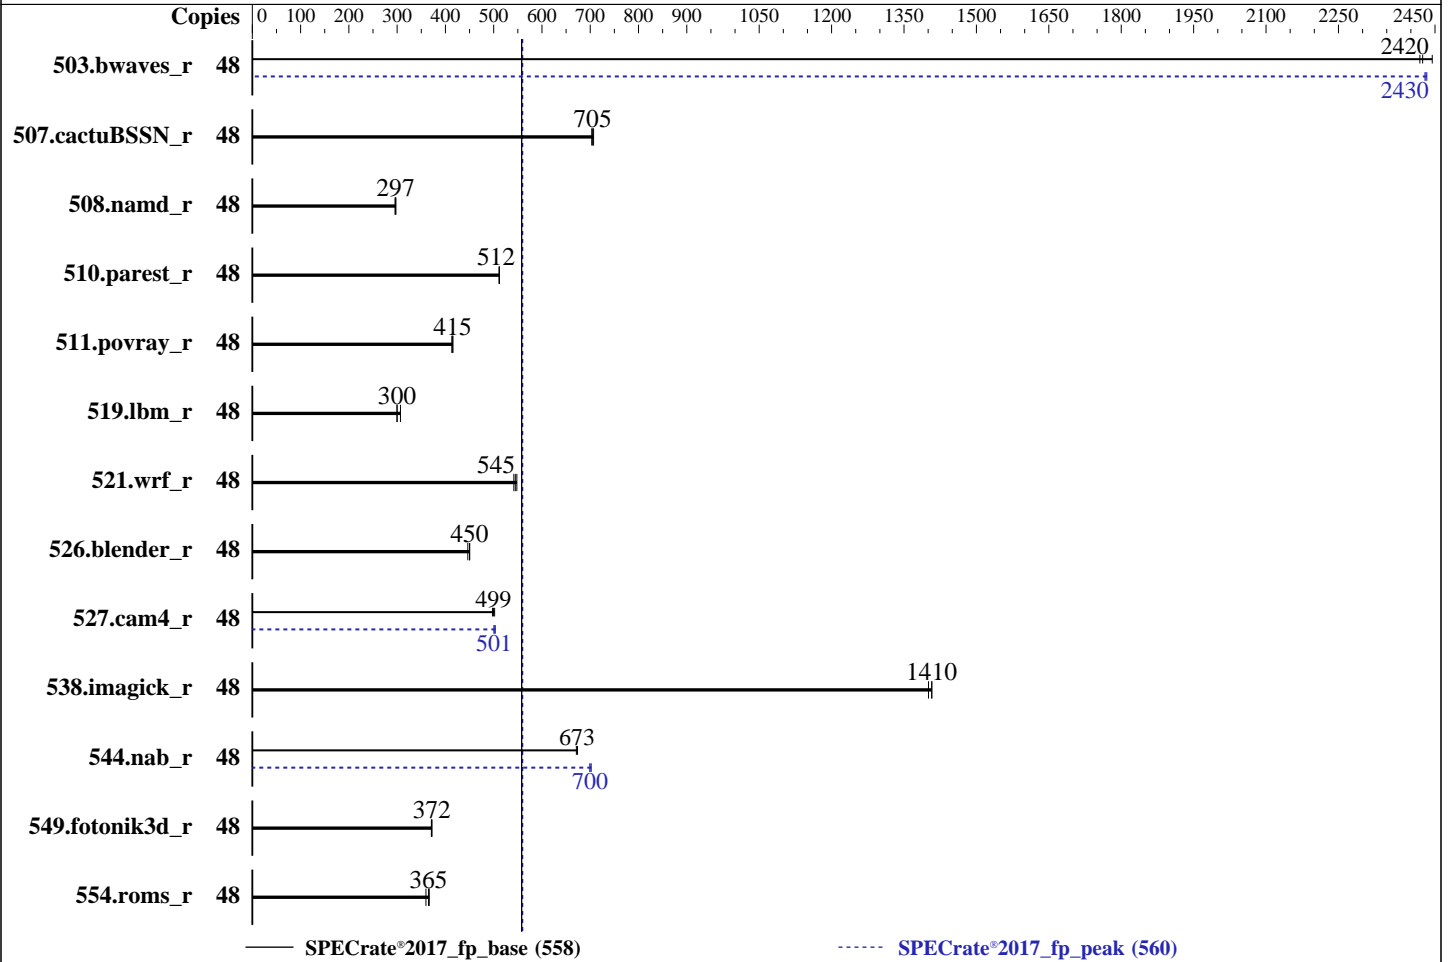 Copies 0 100 200 300 400 500 600 700 800 900 1050 1200 1350 1500 1650 1800 1950 2100 2250 2450
503.bwaves_r 48 2420
2430
507.cactuBSSN_r 48 705
508.namd_r 48 297
510.parest_r 48 512
511.povray_r 48 415
519.lbm_r 48 300
521.wrf_r 48 545
526.blender_r 48 450
527.cam4_r 48 499
501
538.imagick_r 48 1410
544.nab_r 48 673
700
549.fotonik3d_r 48 372
554.roms_r 48 365
SPECrate®2017_fp_base (558) SPECrate®2017_fp_peak (560)